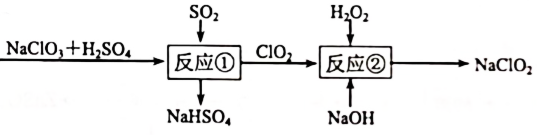 SO₂
H₂O₂
NaClO₃+H₂SO₄
反应①
ClO₂
反应②
NaClO₂
NaHSO₄
NaOH